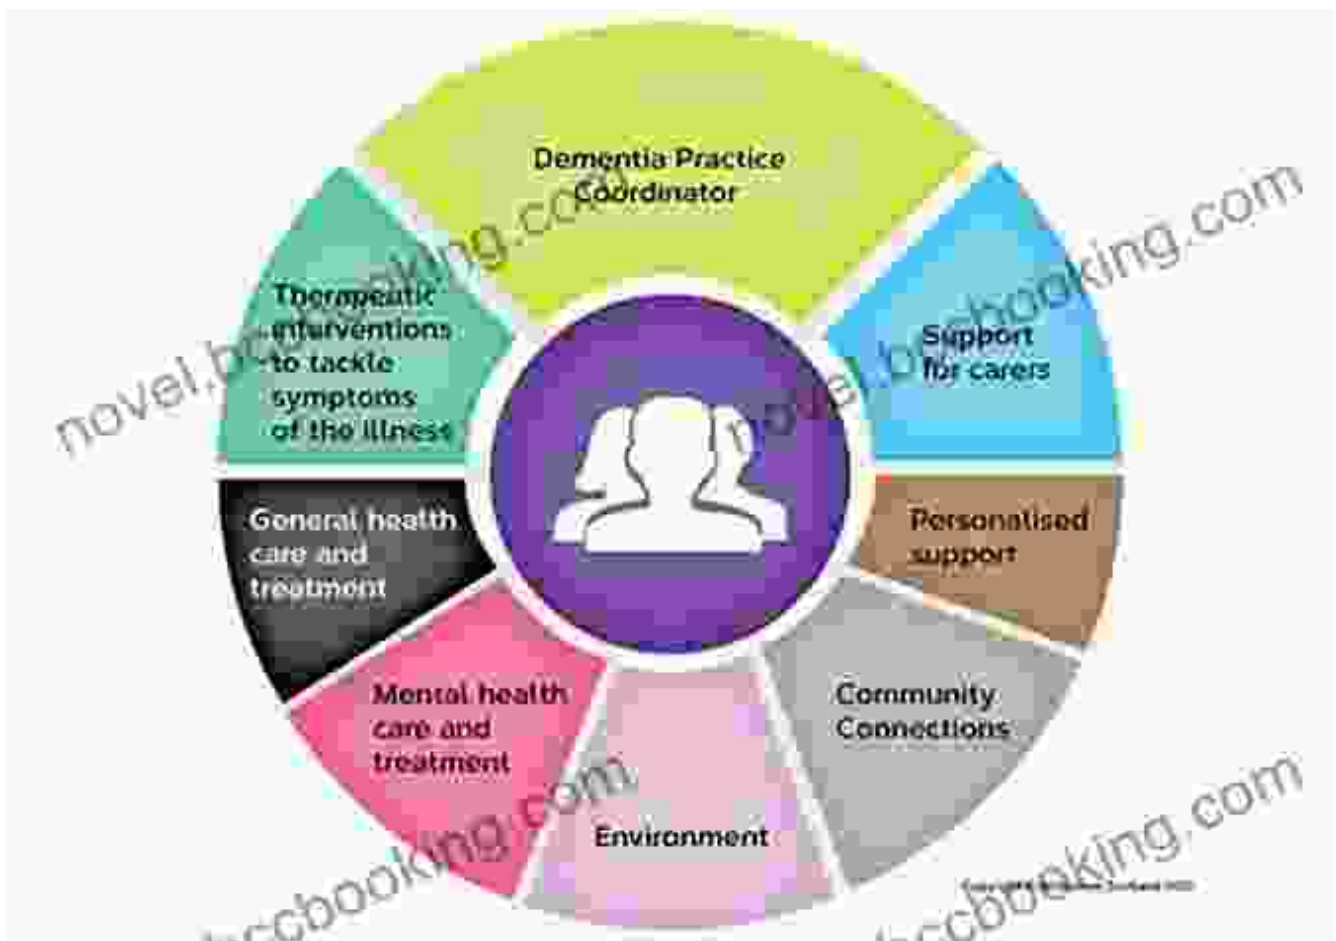 Dementia Practice
Coordinator
Support
for carers
Personalised
support
Community
Connections
Environment
Mental health
care and
treatment
General health
care and
treatment
Therapeutic
interventions
to tackle
symptoms
of the illness
novel.bccbooking.com
novel.bccbooking.com
bccbooking.com
bccbooking.com